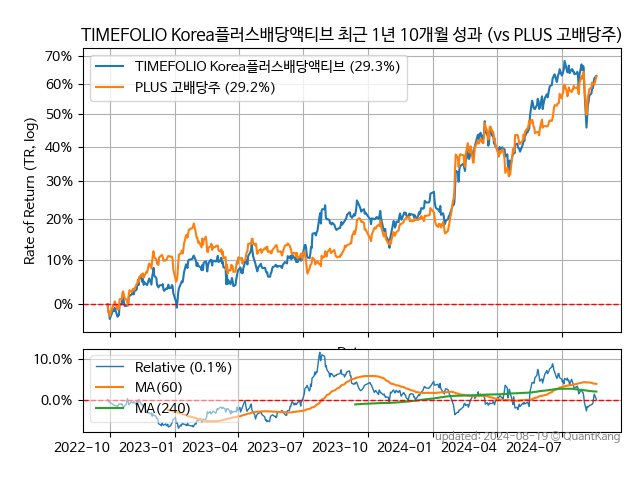 TIMEFOLIO Korea플러스배당액티브 최근 1년 10개월 성과 (vs PLUS 고배당주)
70%
60%
50%
40%
30%
20%
10%
0%
Rate of Return (TR, log)
TIMEFOLIO Korea플러스배당액티브 (29.3%)
PLUS 고배당주 (29.2%)
10.0%
0.0%
Relative (0.1%)
MA(60)
MA(240)
2022-10
2023-01
2023-04
2023-07
2023-10
2024-01
2024-04
2024-07
updated: 2024-08-19 © QuantKang